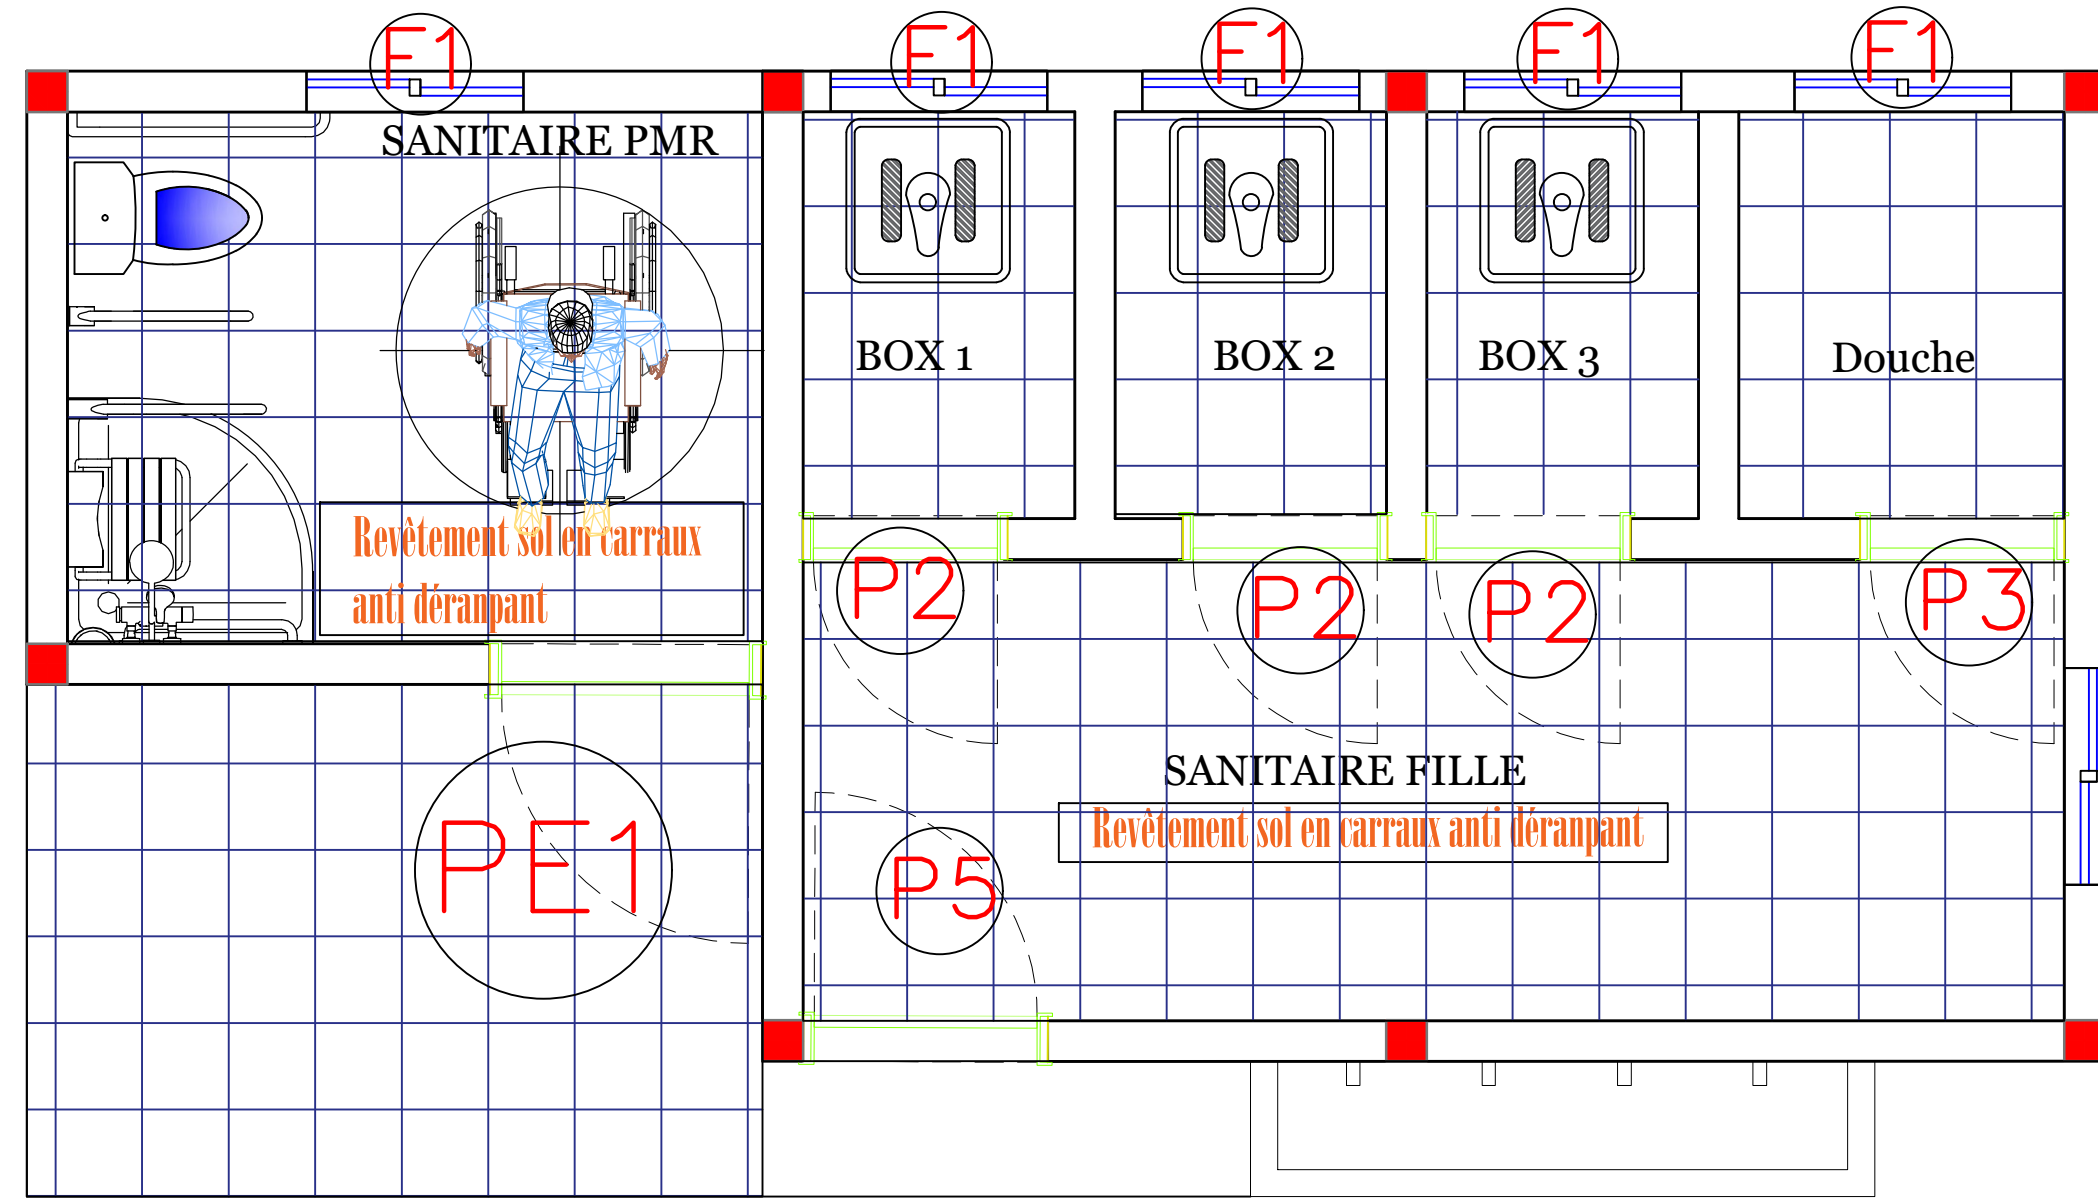 F1 F1 F1 F1 F1
SANITAIRE PMR
BOX 1 BOX 2 BOX 3 Douche
Revêtement sol en carraux
anti déranpant
P2 P2 P2 P3
SANITAIRE FILLE
Revêtement sol en carraux anti déranpant
PE1 P5